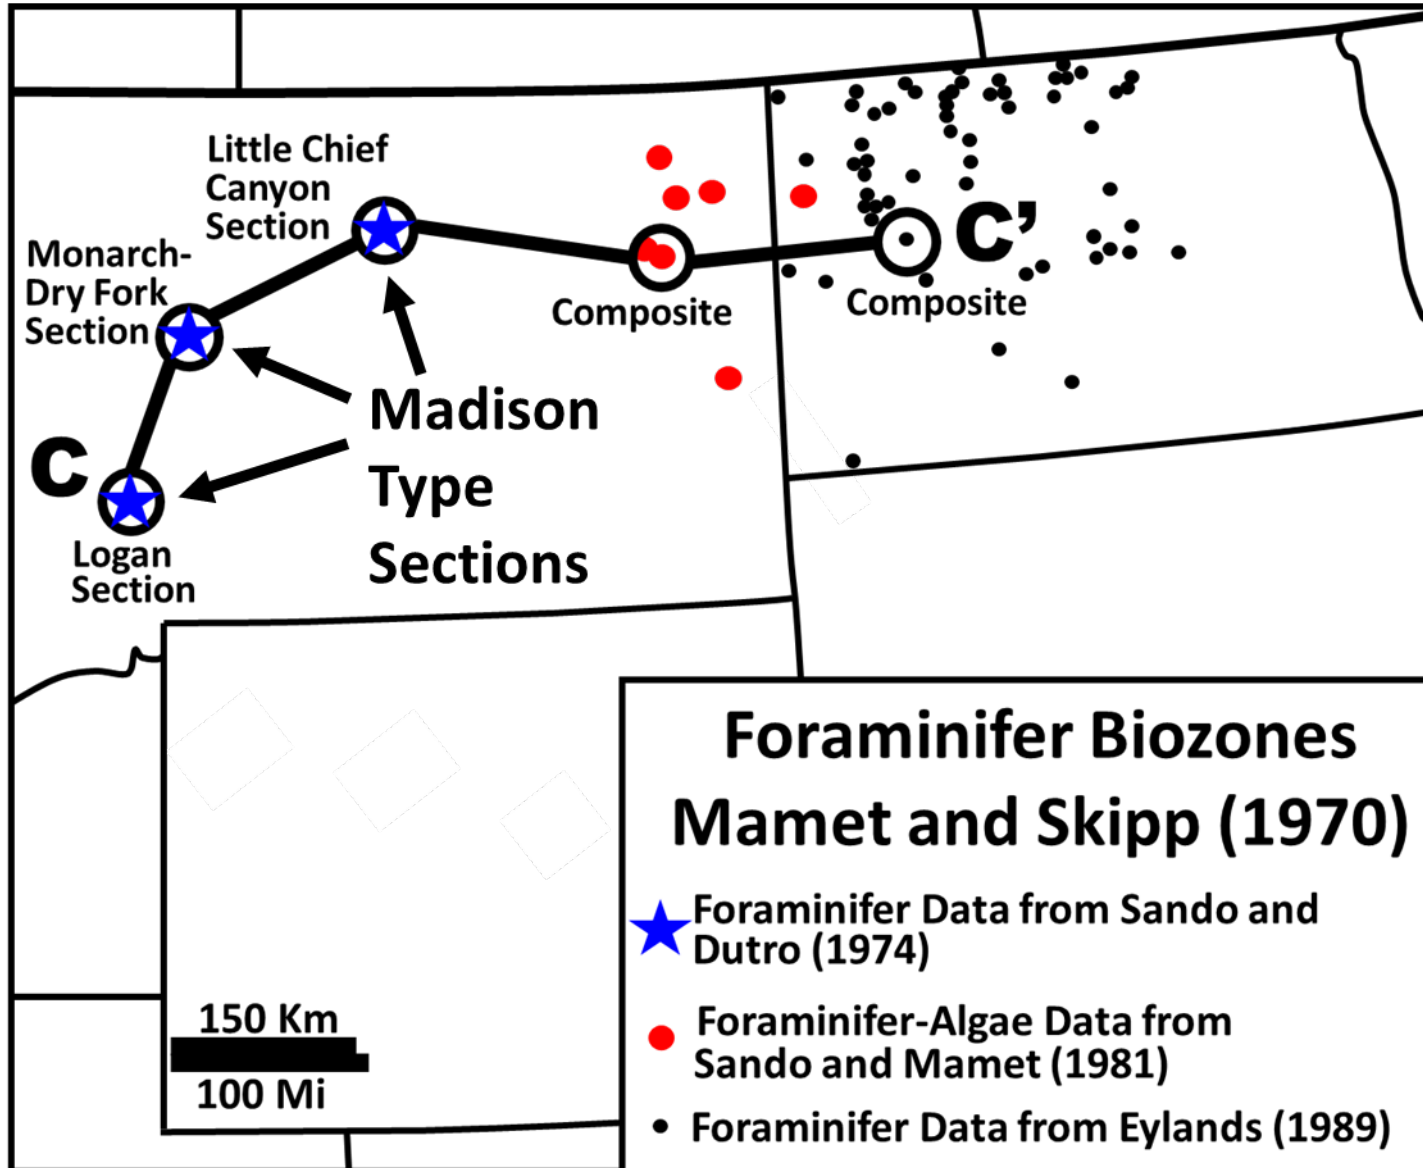 Little Chief
Canyon
Section
Monarch-
Dry Fork
Section
C'
Composite
Composite
Madison
Type
Sections
C
Logan
Section
Foraminifer Biozones
Mamet and Skipp (1970)
Foraminifer Data from Sando and
Dutro (1974)
Foraminifer-Algae Data from
Sando and Mamet (1981)
Foraminifer Data from Eylands (1989)
150 Km
100 Mi